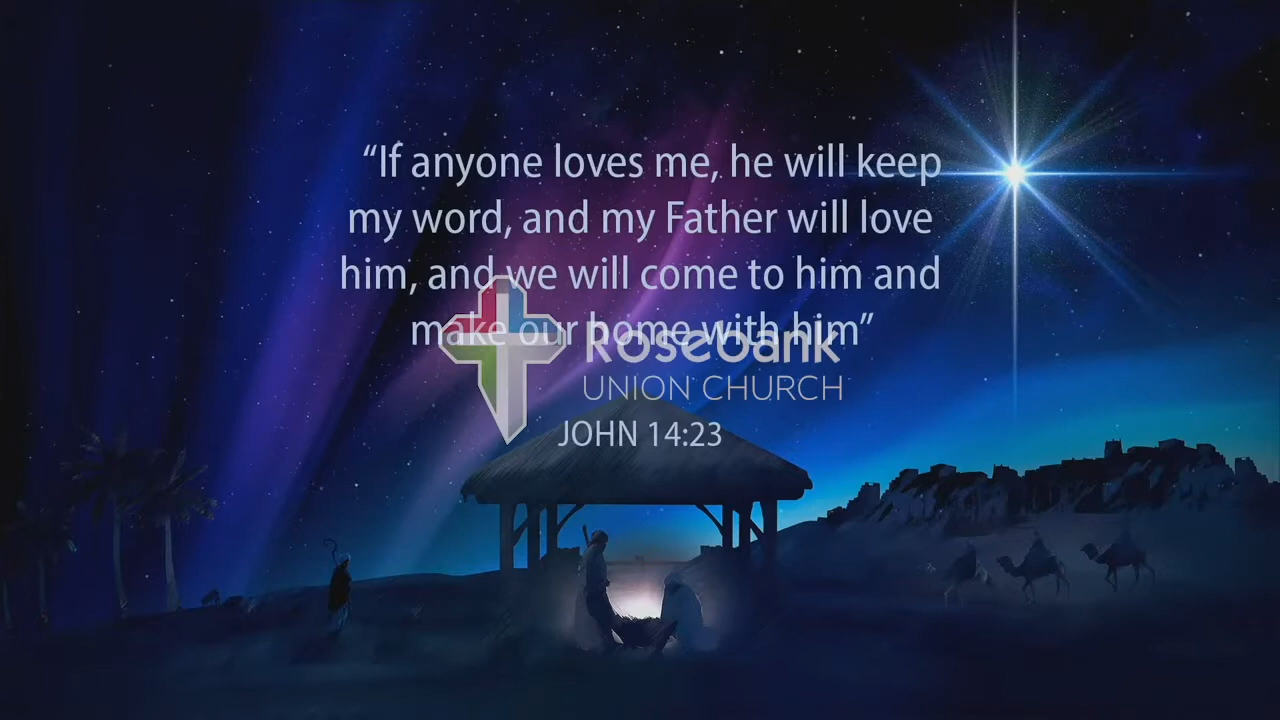 “If anyone loves me, he will keep
my word, and my Father will love
him, and we will come to him and
make our home with him”
Rosebank
UNION CHURCH
JOHN 14:23